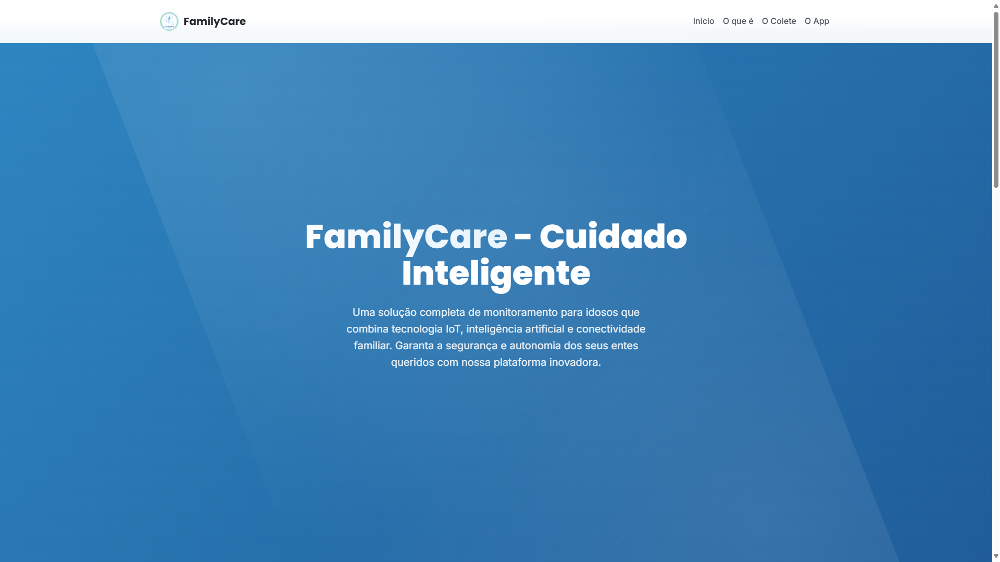 FamilyCare
Início O que é O Colete O App
FamilyCare - Cuidado
Inteligente
Uma solução completa de monitoramento para idosos que
combina tecnologia IoT, inteligência artificial e conectividade
familiar. Garanta a segurança e autonomia dos seus entes
queridos com nossa plataforma inovadora.